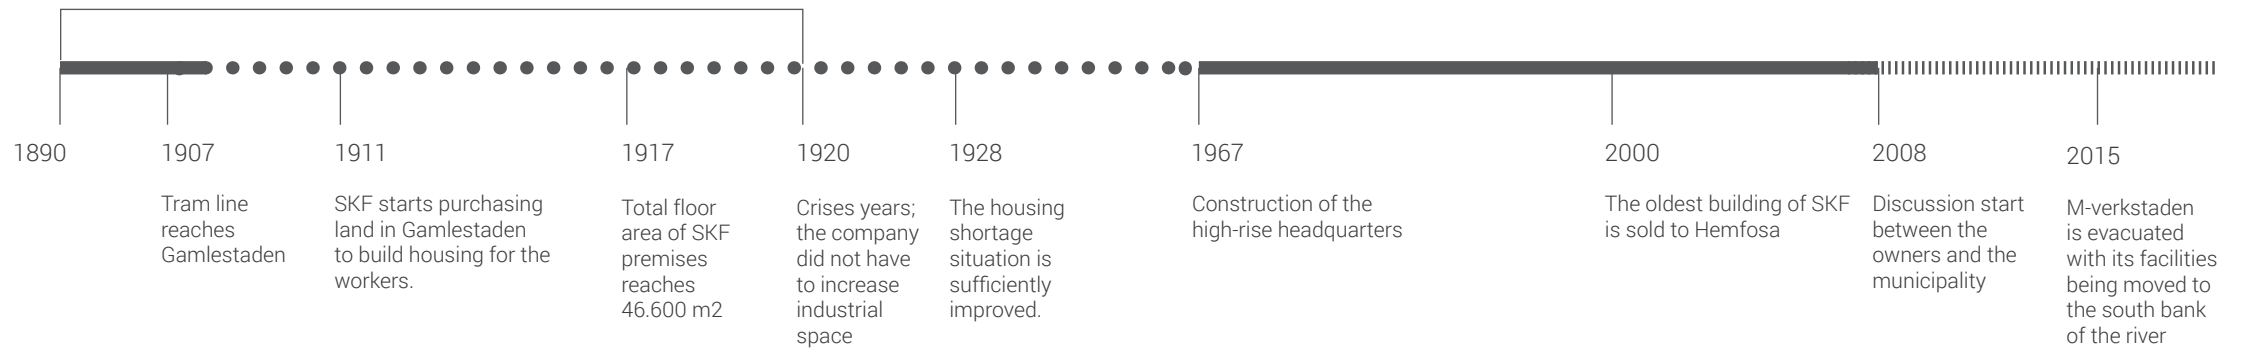 1890
1907
Tram line
reaches
Gamlestaden
1911
SKF starts purchasing
land in Gamlestaden
to build housing for the
workers.
1917
Total floor
area of SKF
premises
reaches
46.600 m2
1920
Crises years;
the company
did not have
to increase
industrial
space
1928
The housing
shortage
situation is
sufficiently
improved.
1967
Construction of the
high-rise headquarters
2000
The oldest building of SKF
is sold to Hemfosa
2008
Discussion start
between the
owners and the
municipality
2015
M-verkstaden
is evacuated
with its facilities
being moved to
the south bank
of the river